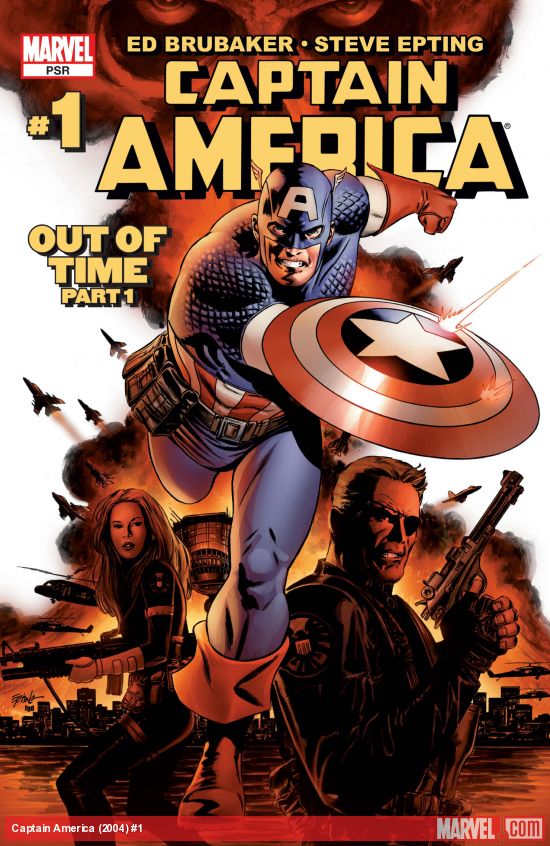 MARVEL
PSR
ED BRUBAKER • STEVE EPTING
CAPTAIN
AMERICA®
#1
OUT OF
TIME
PART 1
A
EPTING
Captain America (2004) #1
MARVEL.com